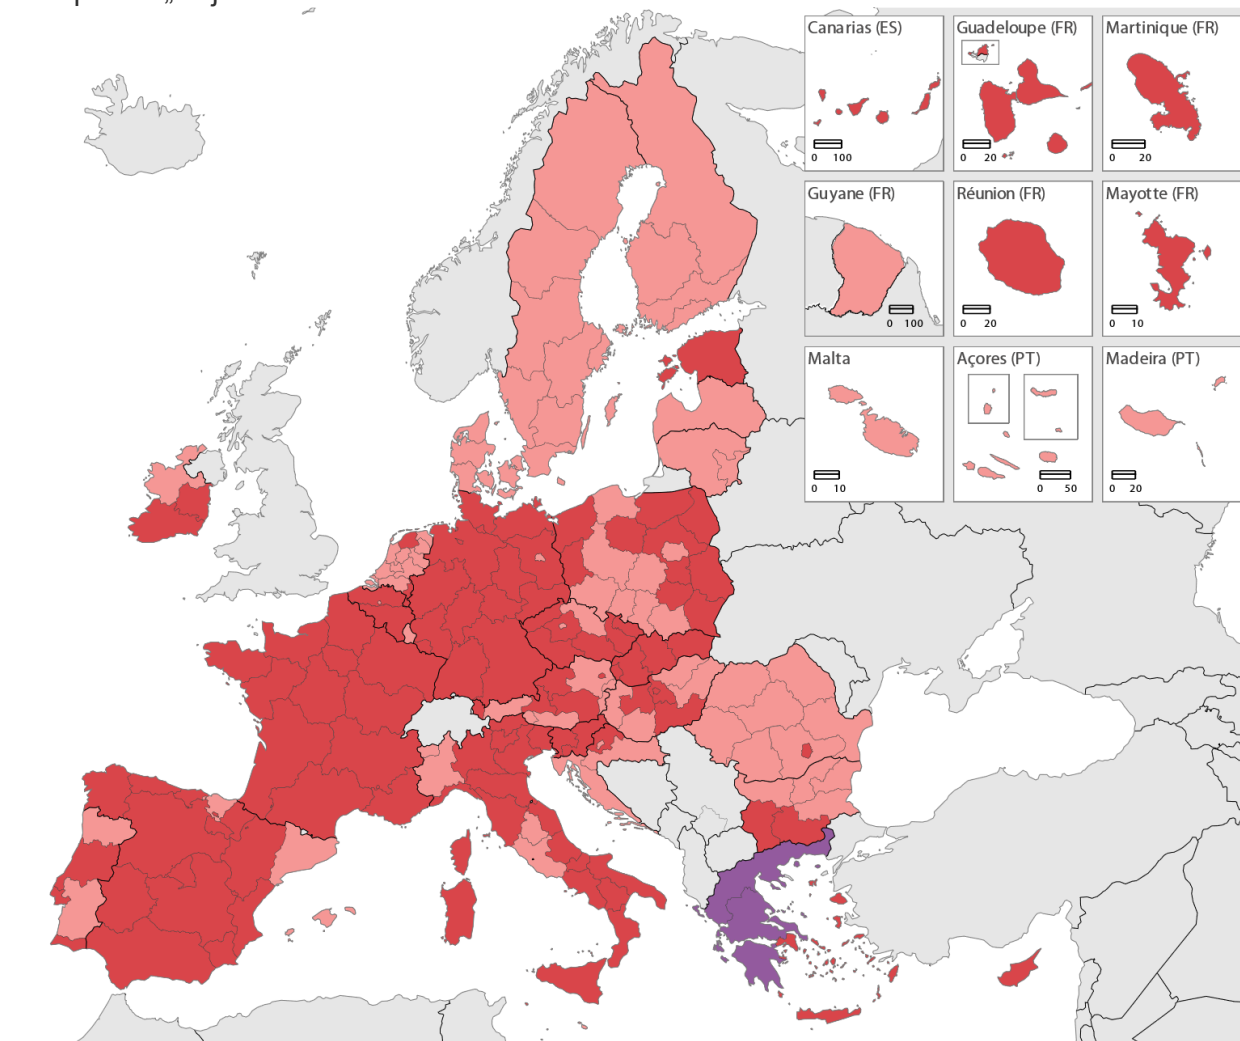 Canarias (ES)
0 100
Guadeloupe (FR)
0 20
Martinique (FR)
0 20
Guyane (FR)
0 100
Réunion (FR)
0 20
Mayotte (FR)
0 10
Malta
0 10
Açores (PT)
0 50
Madeira (PT)
0 20